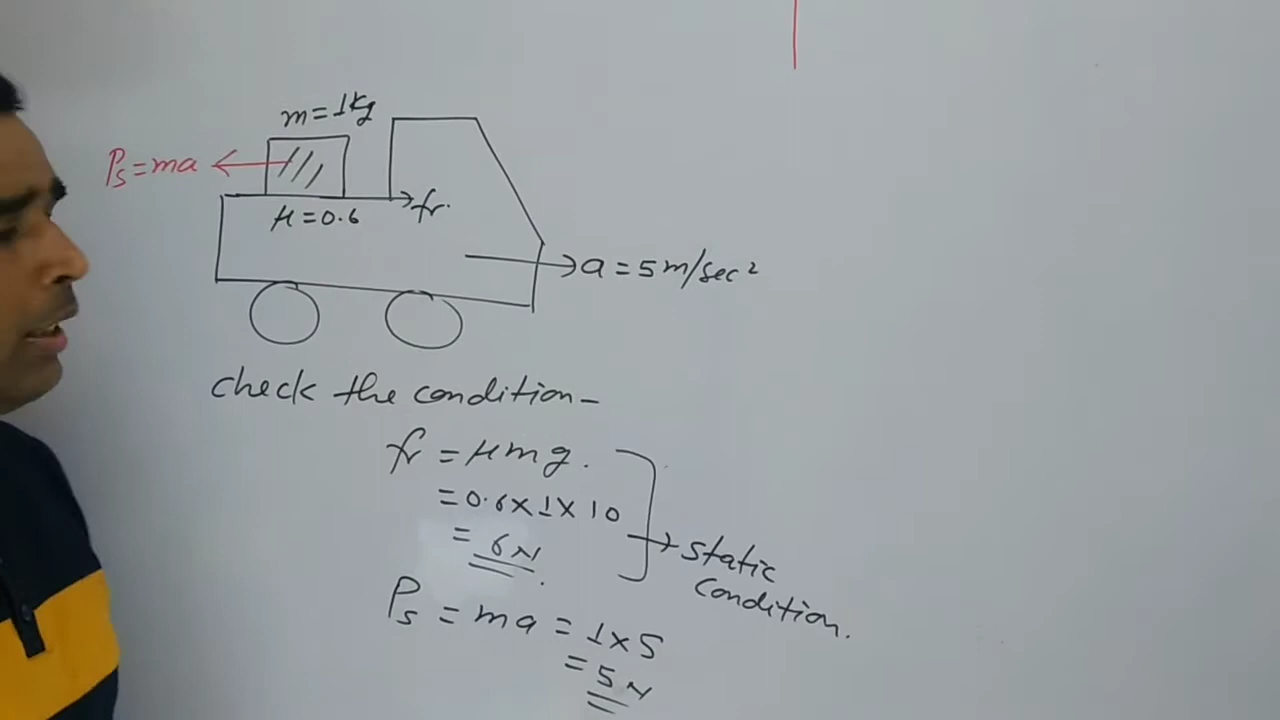 m=1kg
Ps=ma
fr.
μ=0.6
a=5m/sec²
check the condition-
fr=μmg.
=0.6×1×10
=6N.
static
condition.
Ps=ma=1×5
=5N